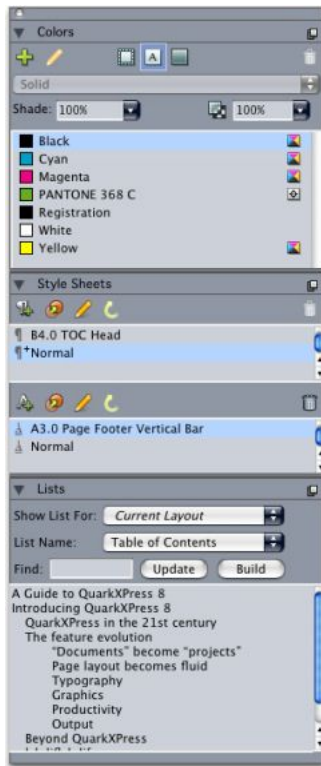 Colors
A
Solid
Shade: 100% 100%
Black
Cyan
Magenta
PANTONE 368 C
Registration
White
Yellow
Style Sheets
¶ B4.0 TOC Head
¶+Normal
A3.0 Page Footer Vertical Bar
Normal
Lists
Show List For: Current Layout
List Name: Table of Contents
Find: Update Build
A Guide to QuarkXPress 8
Introducing QuarkXPress 8
QuarkXPress in the 21st century
The feature evolution
"Documents" become "projects"
Page layout becomes fluid
Typography
Graphics
Productivity
Output
Beyond QuarkXPress